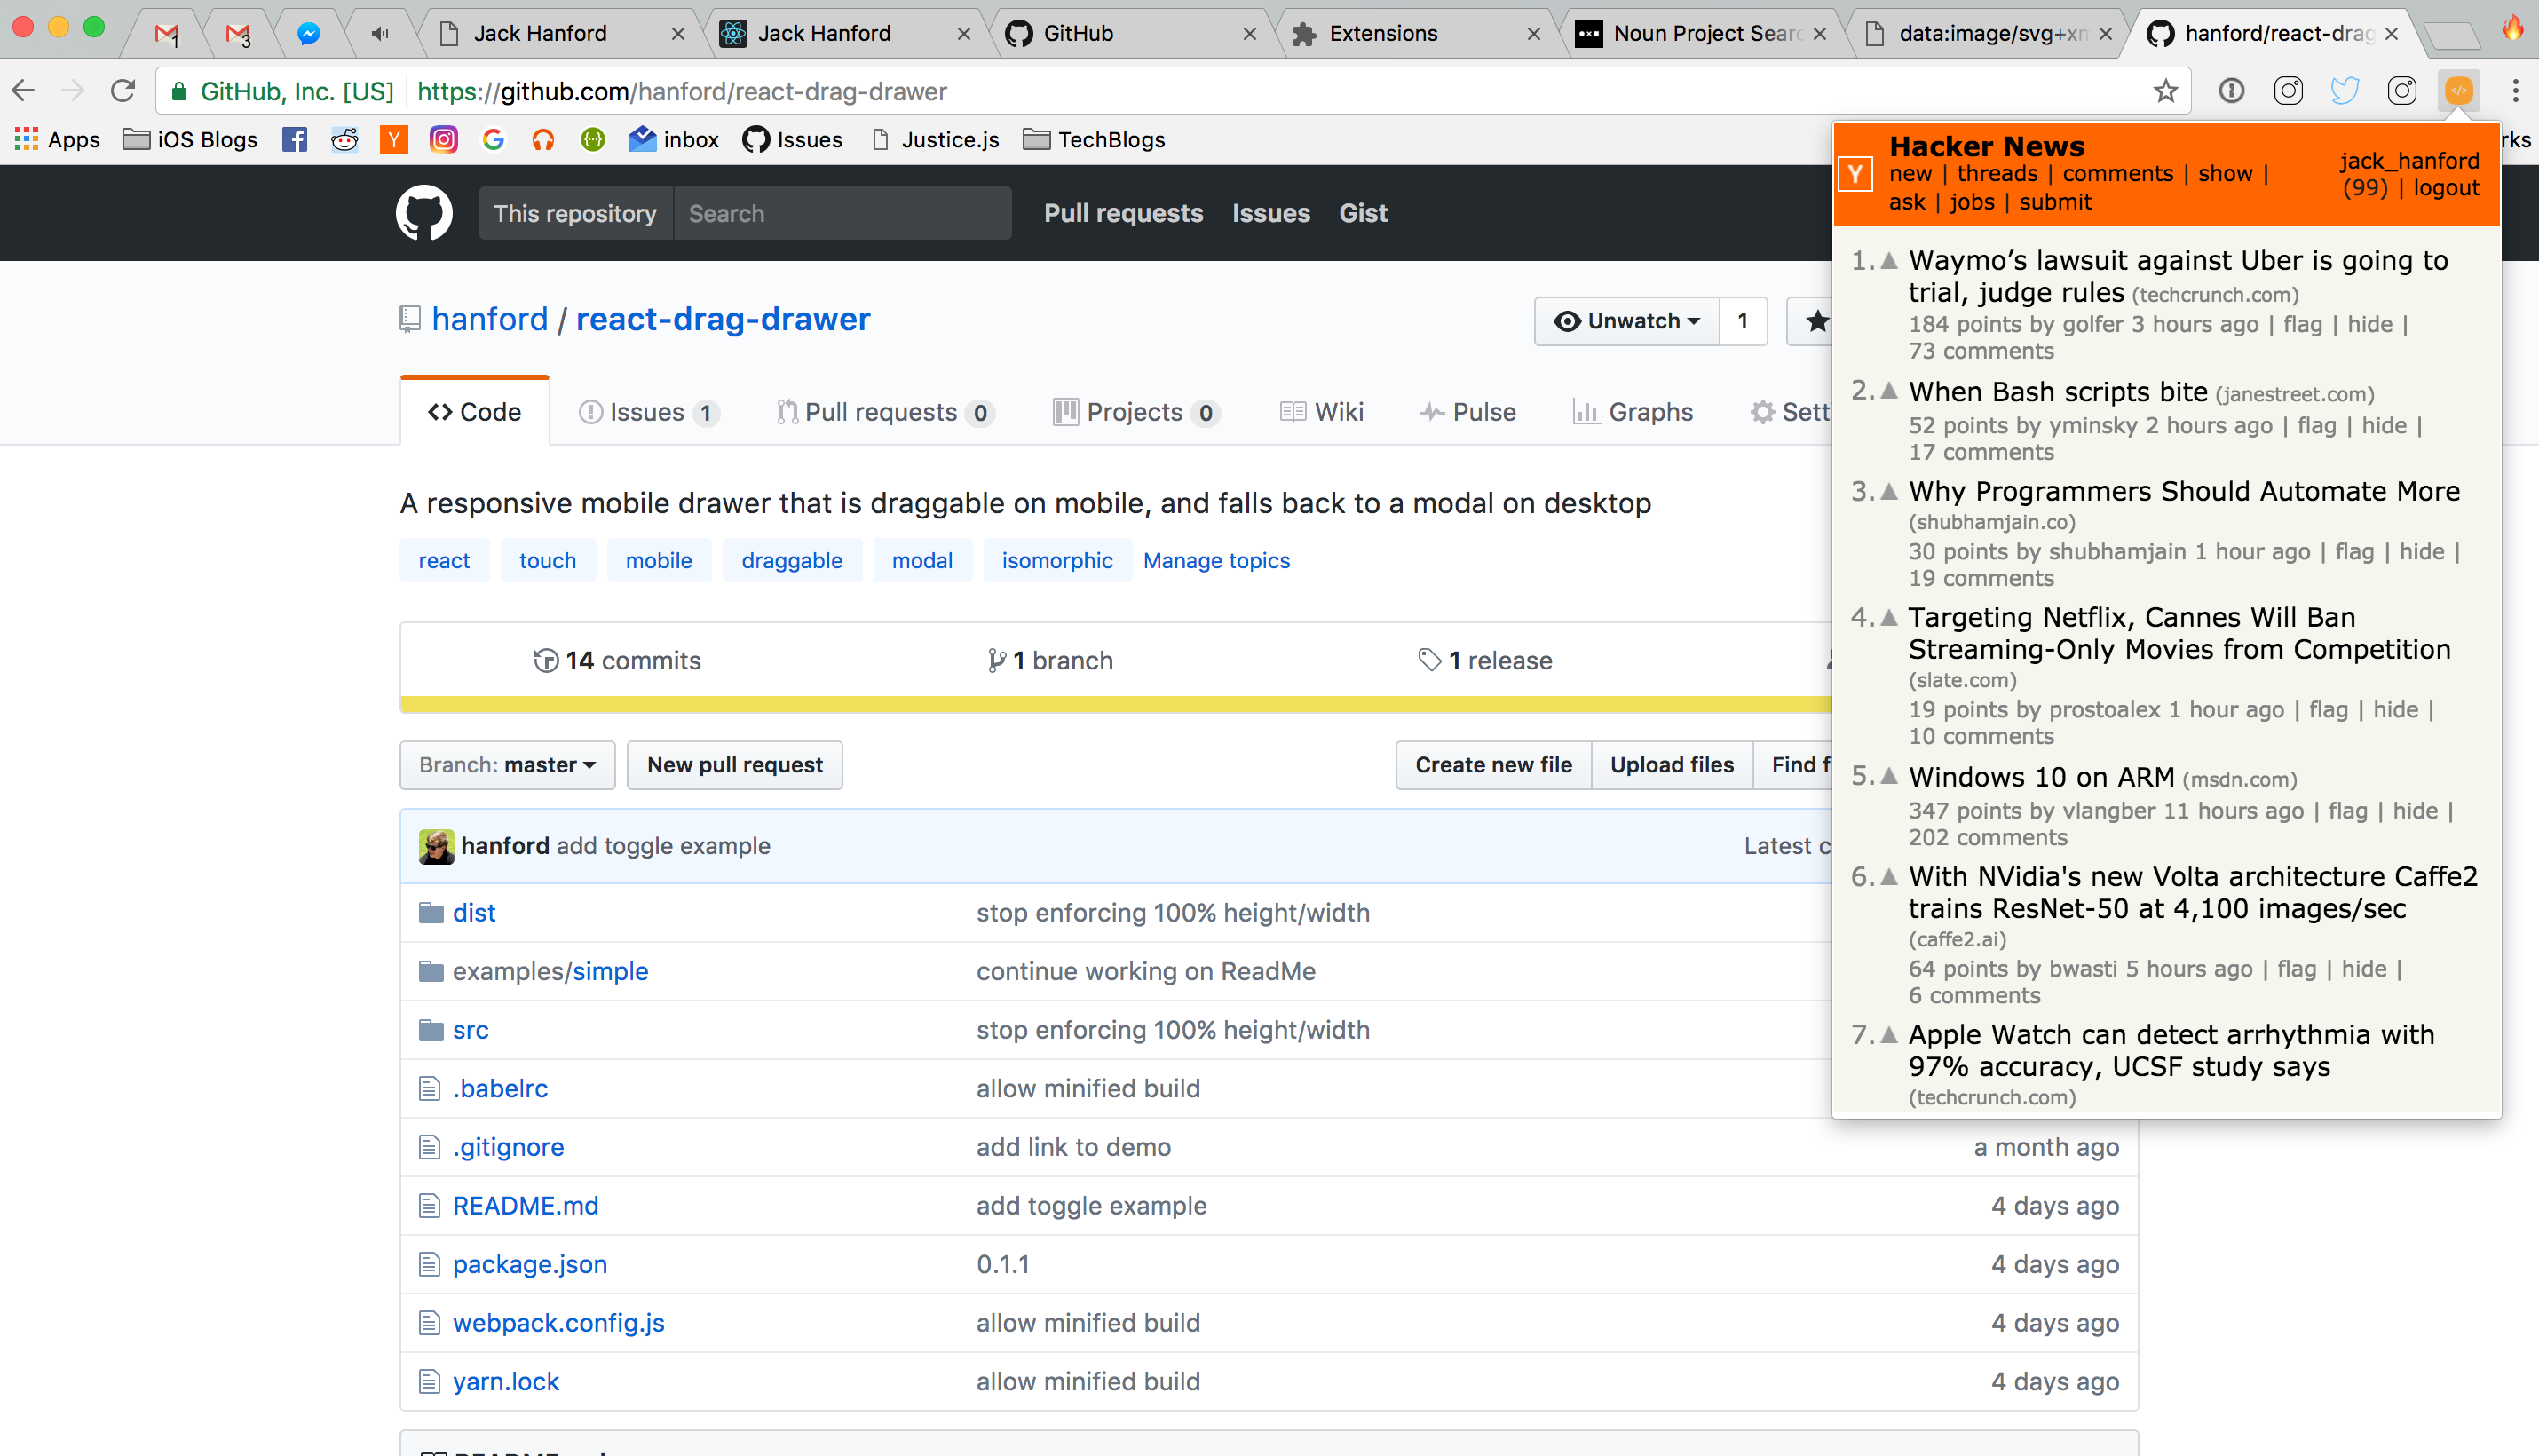 1
3
Jack Hanford
Jack Hanford
GitHub
Extensions
Noun Project Searc
data:image/svg+xm
hanford/react-drag
GitHub, Inc. [US]
https://github.com/hanford/react-drag-drawer
Apps
iOS Blogs
Y
inbox
Issues
Justice.js
TechBlogs
rks
This repository
Search
Pull requests
Issues
Gist
hanford / react-drag-drawer
Unwatch
1
Code
Issues 1
Pull requests 0
Projects 0
Wiki
Pulse
Graphs
Sett
A responsive mobile drawer that is draggable on mobile, and falls back to a modal on desktop
react
touch
mobile
draggable
modal
isomorphic
Manage topics
14 commits
1 branch
1 release
Branch: master
New pull request
Create new file
Upload files
Find f
hanford add toggle example
Latest c
dist
stop enforcing 100% height/width
examples/simple
continue working on ReadMe
src
stop enforcing 100% height/width
.babelrc
allow minified build
.gitignore
add link to demo
a month ago
README.md
add toggle example
4 days ago
package.json
0.1.1
4 days ago
webpack.config.js
allow minified build
4 days ago
yarn.lock
allow minified build
4 days ago
Y
Hacker News
new | threads | comments | show |
ask | jobs | submit
jack_hanford
(99) | logout
1. Waymo’s lawsuit against Uber is going to
trial, judge rules (techcrunch.com)
184 points by golfer 3 hours ago | flag | hide |
73 comments
2. When Bash scripts bite (janestreet.com)
52 points by yminsky 2 hours ago | flag | hide |
17 comments
3. Why Programmers Should Automate More
(shubhamjain.co)
30 points by shubhamjain 1 hour ago | flag | hide |
19 comments
4. Targeting Netflix, Cannes Will Ban
Streaming-Only Movies from Competition
(slate.com)
19 points by prostoalex 1 hour ago | flag | hide |
10 comments
5. Windows 10 on ARM (msdn.com)
347 points by vlangber 11 hours ago | flag | hide |
202 comments
6. With NVidia's new Volta architecture Caffe2
trains ResNet-50 at 4,100 images/sec
(caffe2.ai)
64 points by bwasti 5 hours ago | flag | hide |
6 comments
7. Apple Watch can detect arrhythmia with
97% accuracy, UCSF study says
(techcrunch.com)